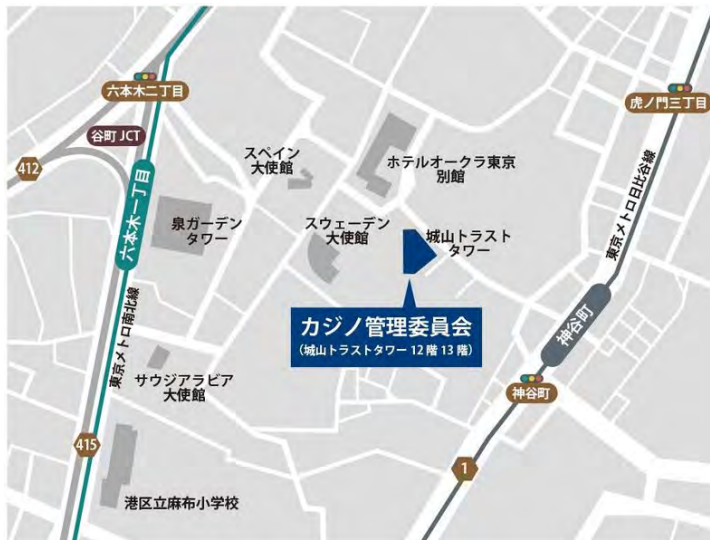 六本木二丁目
虎ノ門三丁目
谷町 JCT
412
スペイン
大使館
ホテルオークラ東京
別館
六本木一丁目
泉ガーデン
タワー
スウェーデン
大使館
城山トラスト
タワー
東京メトロ日比谷線
東京メトロ南北線
カジノ管理委員会
(城山トラストタワー 12 階 13 階)
神谷町
サウジアラビア
大使館
神谷町
415
1
港区立麻布小学校